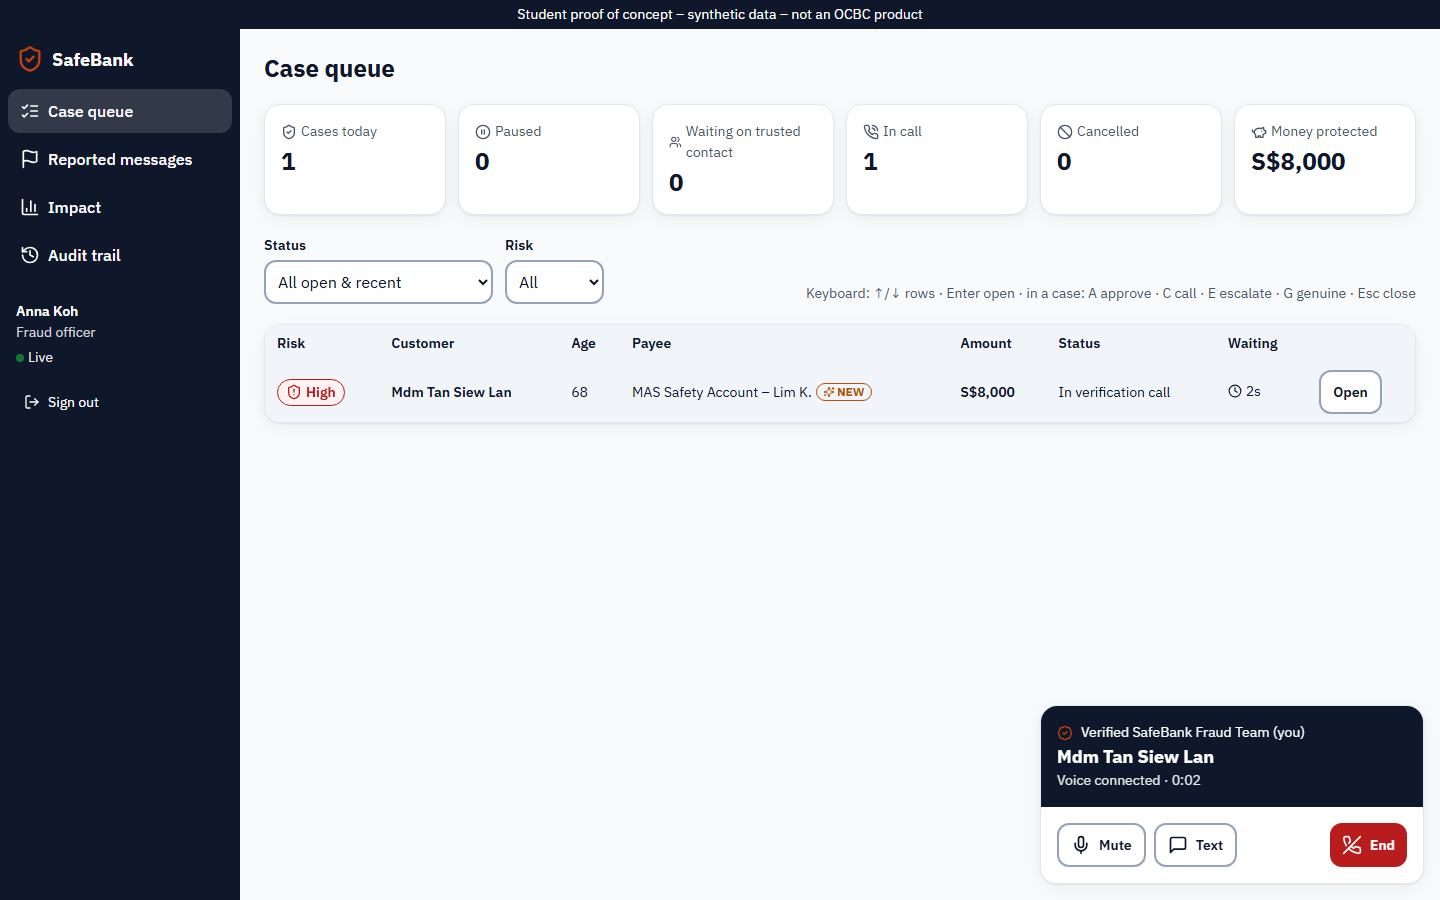 Student proof of concept – synthetic data – not an OCBC product
SafeBank
Case queue
Reported messages
Impact
Audit trail
Anna Koh
Fraud officer
Live
Sign out
Case queue
Cases today
1
Paused
0
Waiting on trusted
contact
0
In call
1
Cancelled
0
Money protected
S$8,000
Status
All open & recent
Risk
All
Keyboard: ↑/↓ rows · Enter open · in a case: A approve · C call · E escalate · G genuine · Esc close
Risk Customer Age Payee Amount Status Waiting
High Mdm Tan Siew Lan 68 MAS Safety Account – Lim K. NEW S$8,000 In verification call 2s Open
Verified SafeBank Fraud Team (you)
Mdm Tan Siew Lan
Voice connected · 0:02
Mute Text End